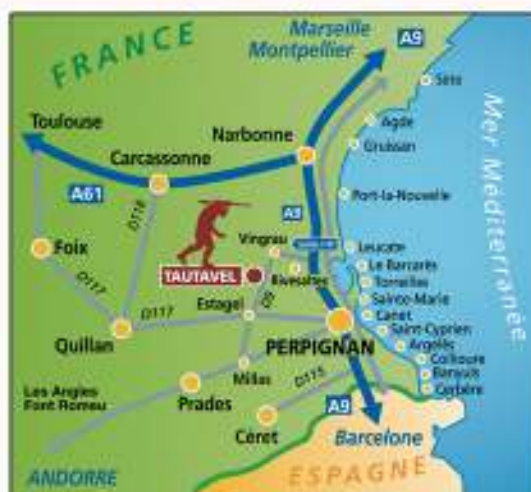 FRANCE
Marseille
Montpellier
A9
Toulouse
Narbonne
Carcassonne
A61
D118
A9
Sète
Agde
Gruissan
Port-la-Nouvelle
Mer Méditerranée
Foix
D117
Vingrau
TAUTAVEL
Rivesaltes
D9
Leucate
Le Barcarès
Torreilles
Sainte-Marie
Canet
Saint-Cyprien
Argelès
Collioure
Banyuls
Cerbère
Estagel
D117
Quillan
PERPIGNAN
Millas
D115
Les Angles
Font Romeu
Prades
Céret
A9
Barcelone
ANDORRE
ESPAGNE